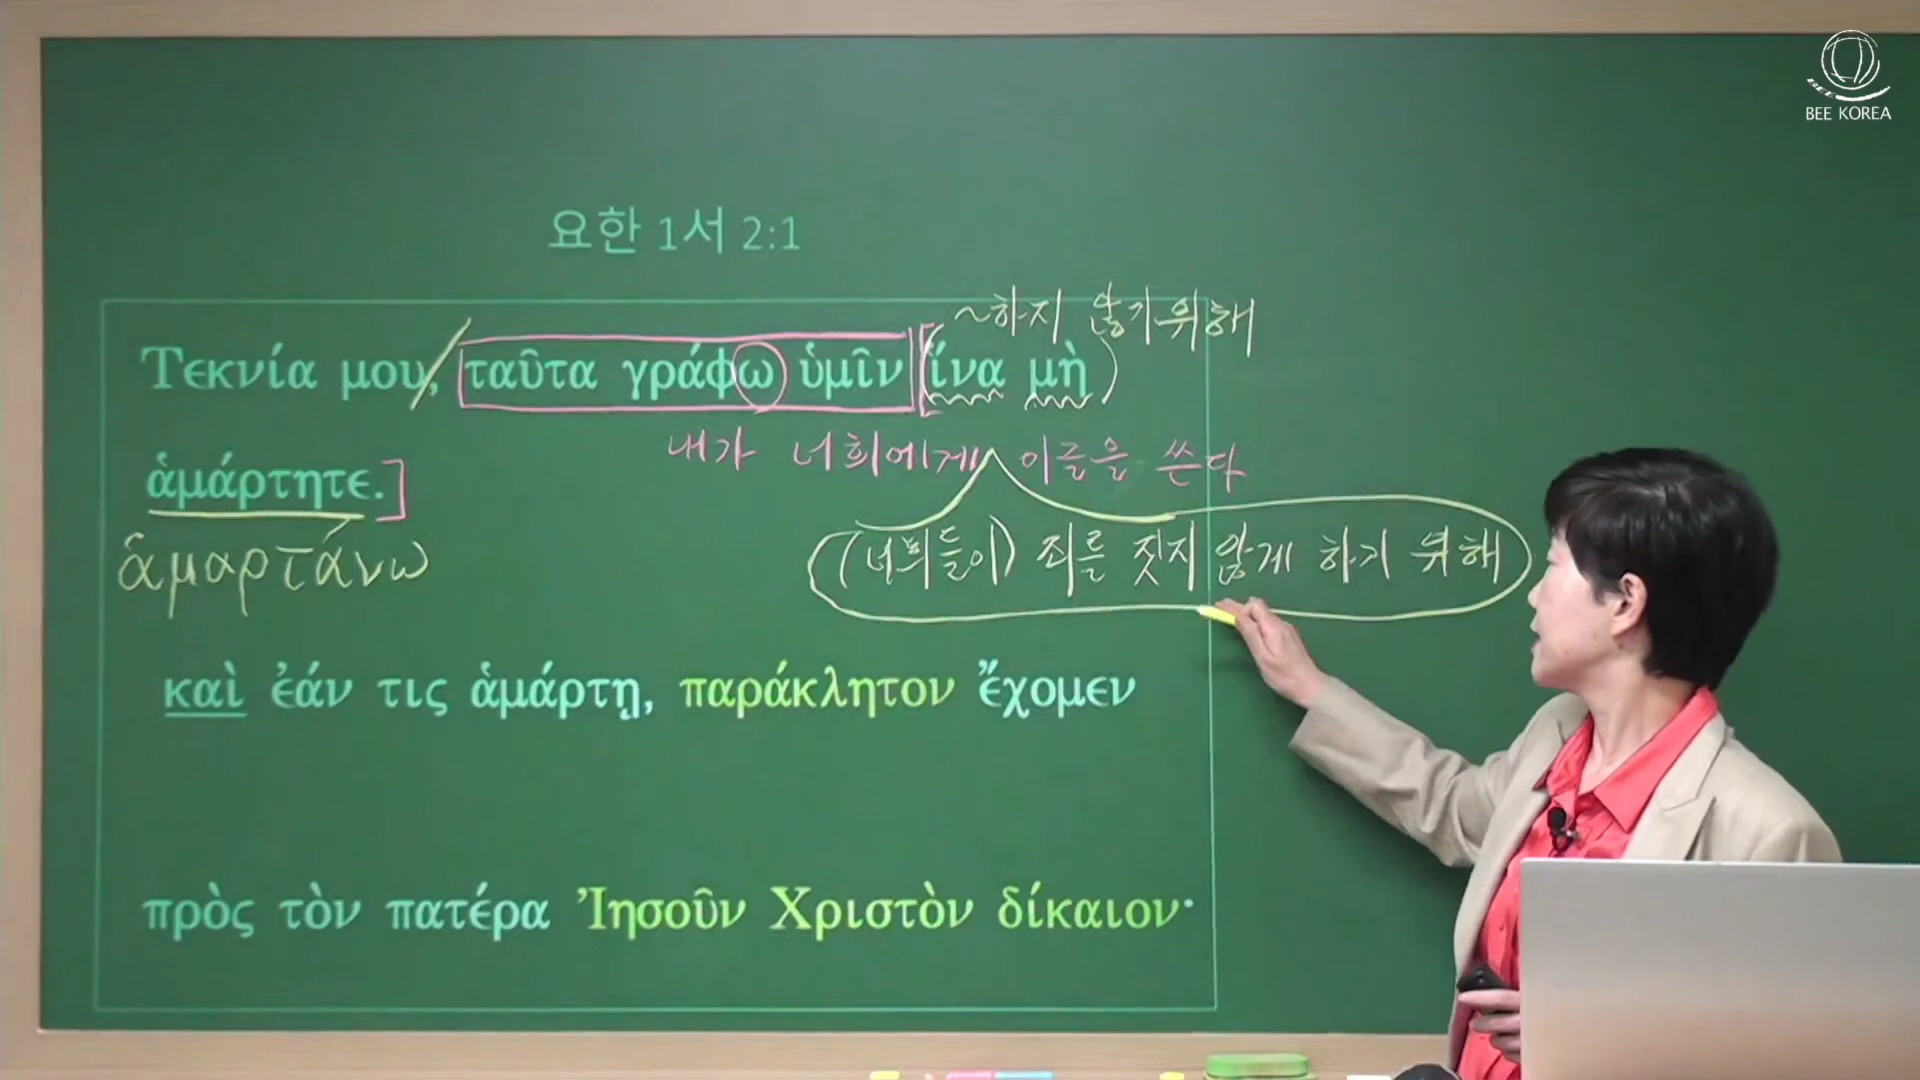 BEE KOREA
요한 1서 2:1
~하지 않기위해
Τεκνία μου, ταῦτα γράφω ὑμῖν ἵνα μὴ
내가 너희에게 이글을 쓴다
ἁμάρτητε.
(너희들이) 죄를 짓지 않게 하기 위해
ἁμαρτάνω
καὶ ἐάν τις ἁμάρτῃ, παράκλητον ἔχομεν
πρὸς τὸν πατέρα Ἰησοῦν Χριστὸν δίκαιον·